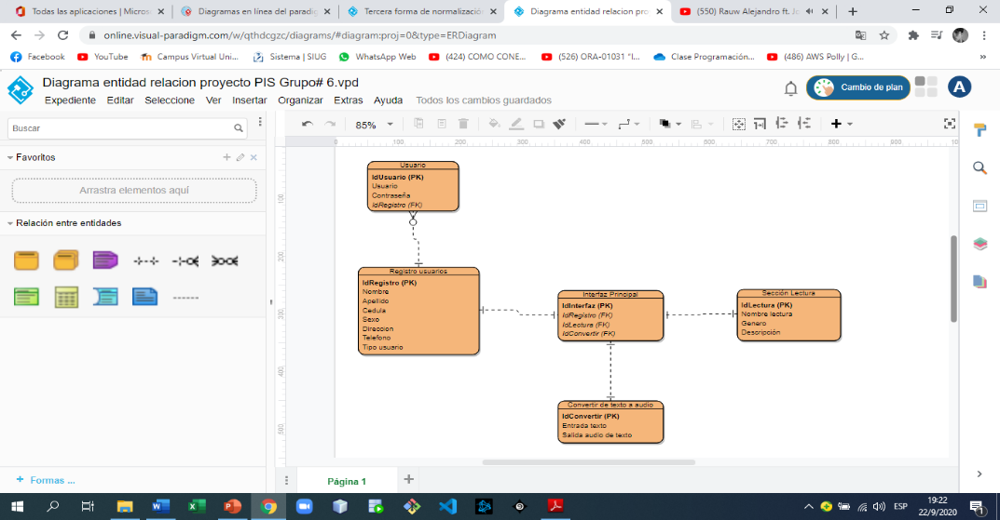 Todas las aplicaciones | Micros
Diagramas en línea del paradig
Tercera forma de normalizació
Diagrama entidad relacion pro
(550) Rauw Alejandro ft. J
online.visual-paradigm.com/w/qthdcgzc/diagrams/#diagram:proj=0&type=ERDiagram
Facebook
YouTube
Campus Virtual Uni...
Sistema | SIUG
WhatsApp Web
(424) COMO CONE...
(526) ORA-01031 "I...
Clase Programación...
(486) AWS Polly | G...
»
Diagrama entidad relacion proyecto PIS Grupo# 6.vpd
Cambio de plan
A
Expediente Editar Seleccione Ver Insertar Organizar Extras Ayuda Todos los cambios guardados
Buscar
85%
Favoritos
Arrastra elementos aquí
Relación entre entidades
0 100 200 300 400 500 600 700 800 900 10
100
200
300
400
500
Usuario
IdUsuario (PK)
Usuario
Contraseña
IdRegistro (FK)
Registro usuarios
IdRegistro (PK)
Nombre
Apellido
Cedula
Sexo
Direccion
Telefono
Tipo usuario
Interfaz Principal
IdInterfaz (PK)
IdRegistro (FK)
IdLectura (FK)
IdConvertir (FK)
Sección Lectura
IdLectura (PK)
Nombre lectura
Genero
Descripción
Convertir de texto a audio
IdConvertir (PK)
Entrada texto
Salida audio de texto
+ Formas ...
Página 1
ESP
19:22
22/9/2020
1